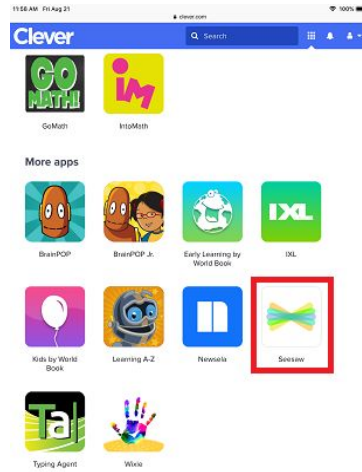 11:58 AM Fri Aug 21
100%
clever.com
Clever
Search
GO
MATH!
im
GoMath
IntoMath
More apps
IXL
BrainPOP
BrainPOP Jr.
Early Learning by
World Book
IXL
Kids by World
Book
Learning A-Z
Newsela
Seesaw
Ta
Typing Agent
Wixie